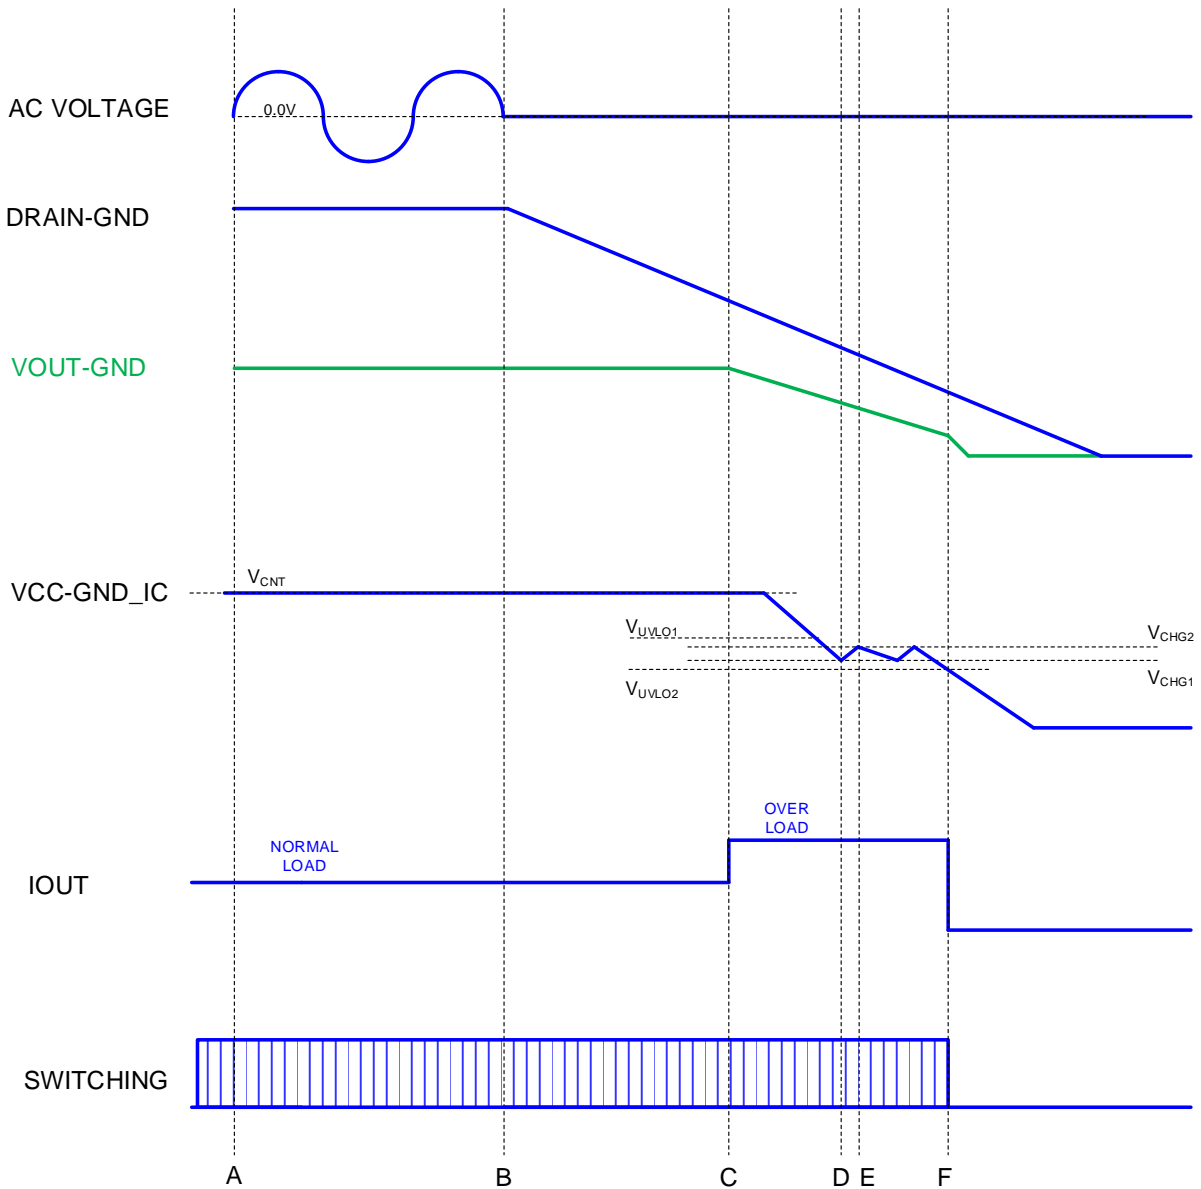 AC VOLTAGE
0.0V
DRAIN-GND
VOUT-GND
VCC-GND_IC
VCNT
VUVLO1
VCHG2
VUVLO2
VCHG1
OVER
LOAD
NORMAL
LOAD
IOUT
SWITCHING
A B C D E F